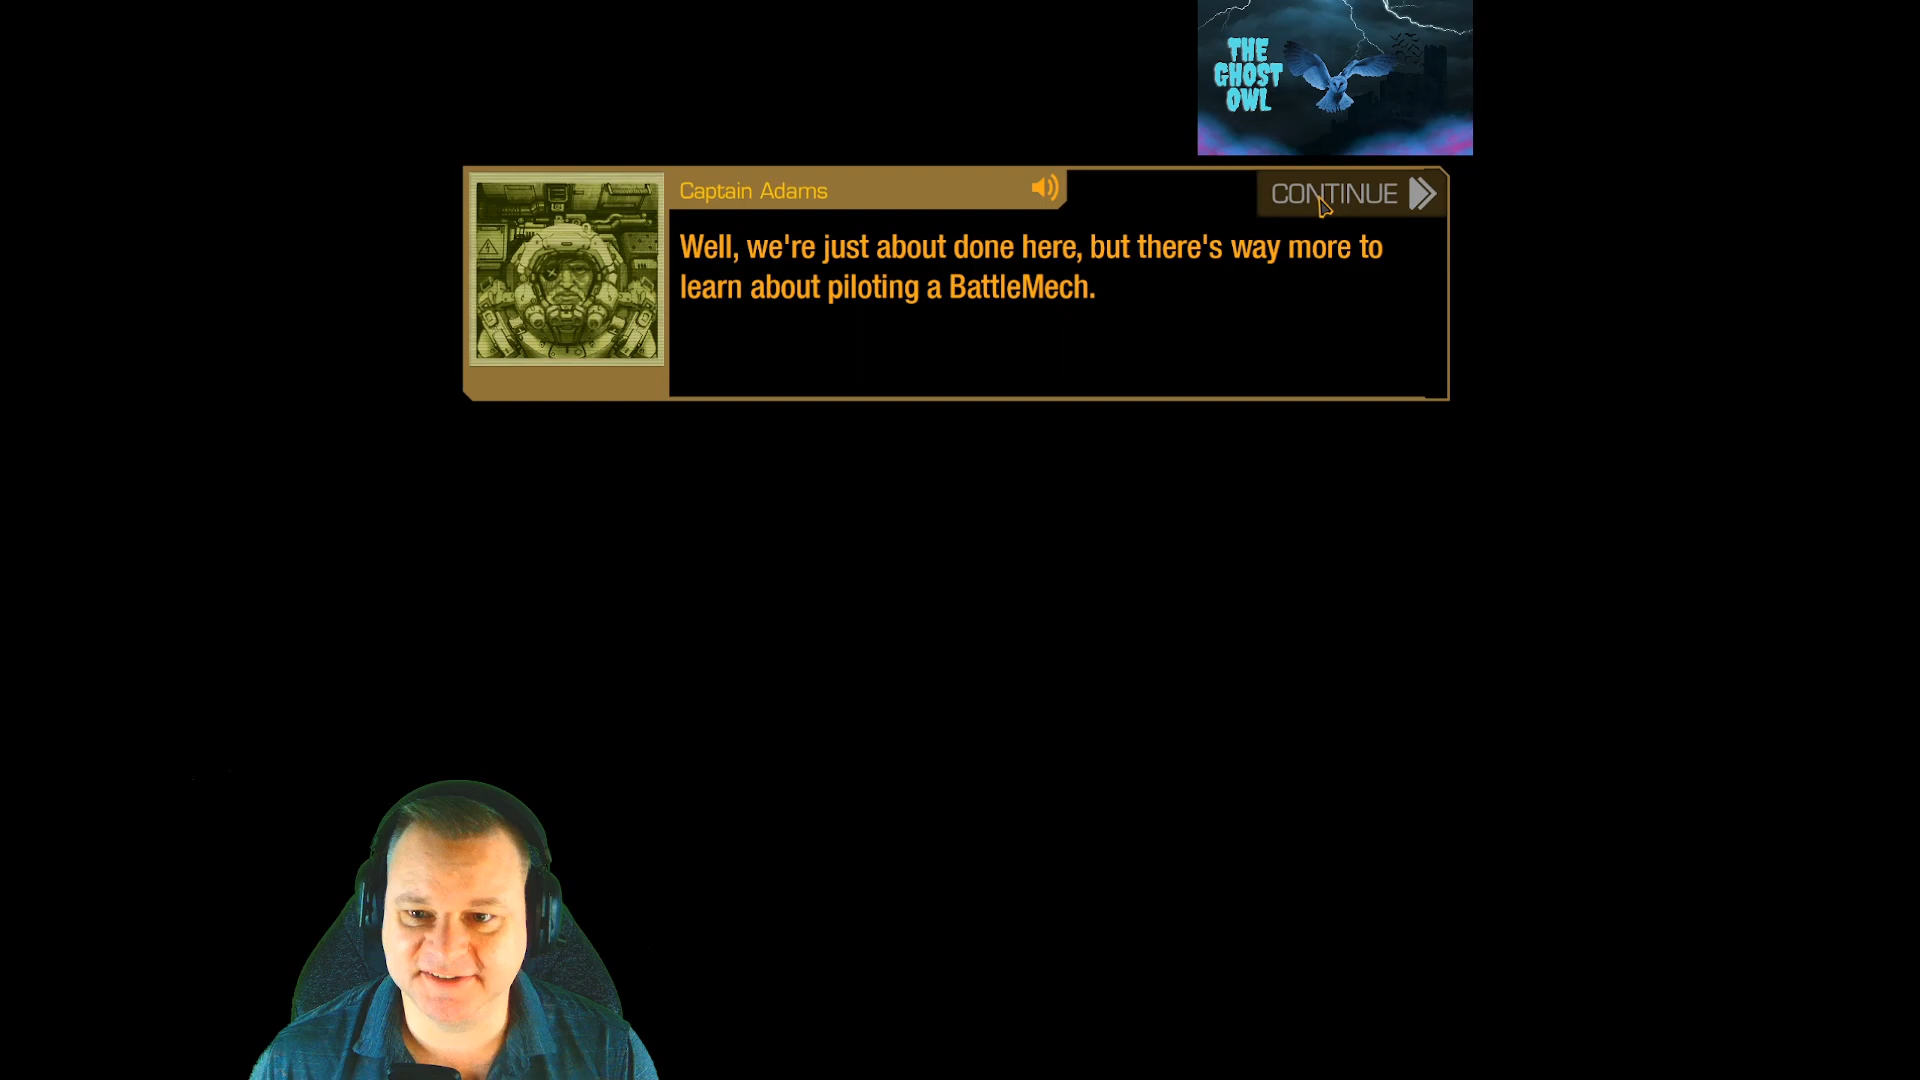 THE
GHOST
OWL
Captain Adams
CONTINUE
Well, we're just about done here, but there's way more to
learn about piloting a BattleMech.